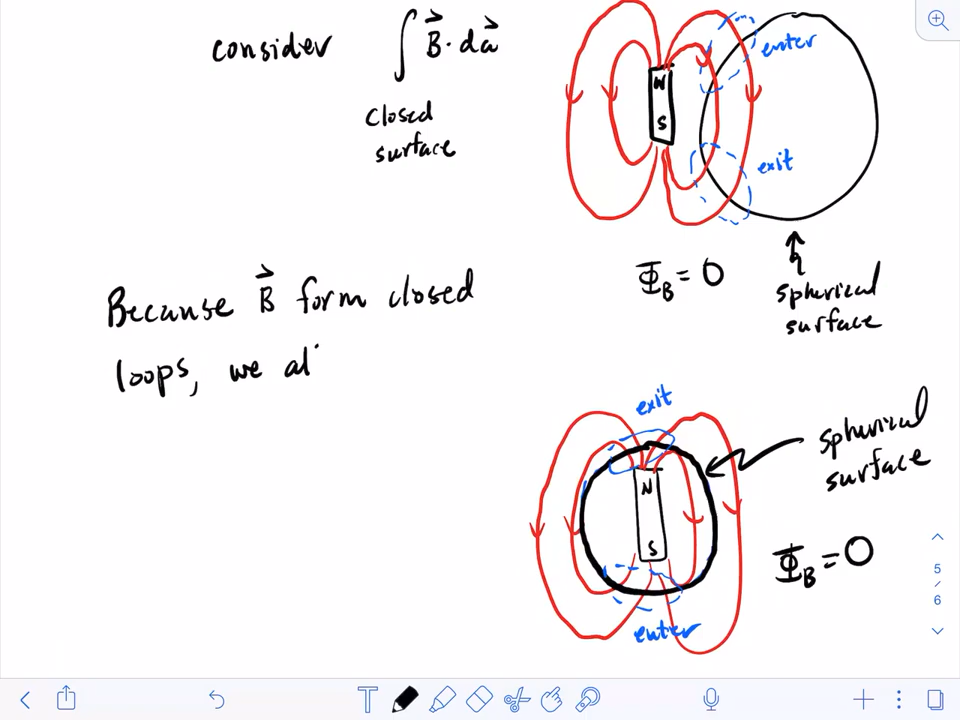 consider ∫ B⃗ · da⃗
closed
surface
N
S
enter
exit
Φ_B = 0
spherical
surface
Because B⃗ form closed
loops, we al
exit
N
S
enter
spherical
surface
Φ_B = 0
5
/
6
T